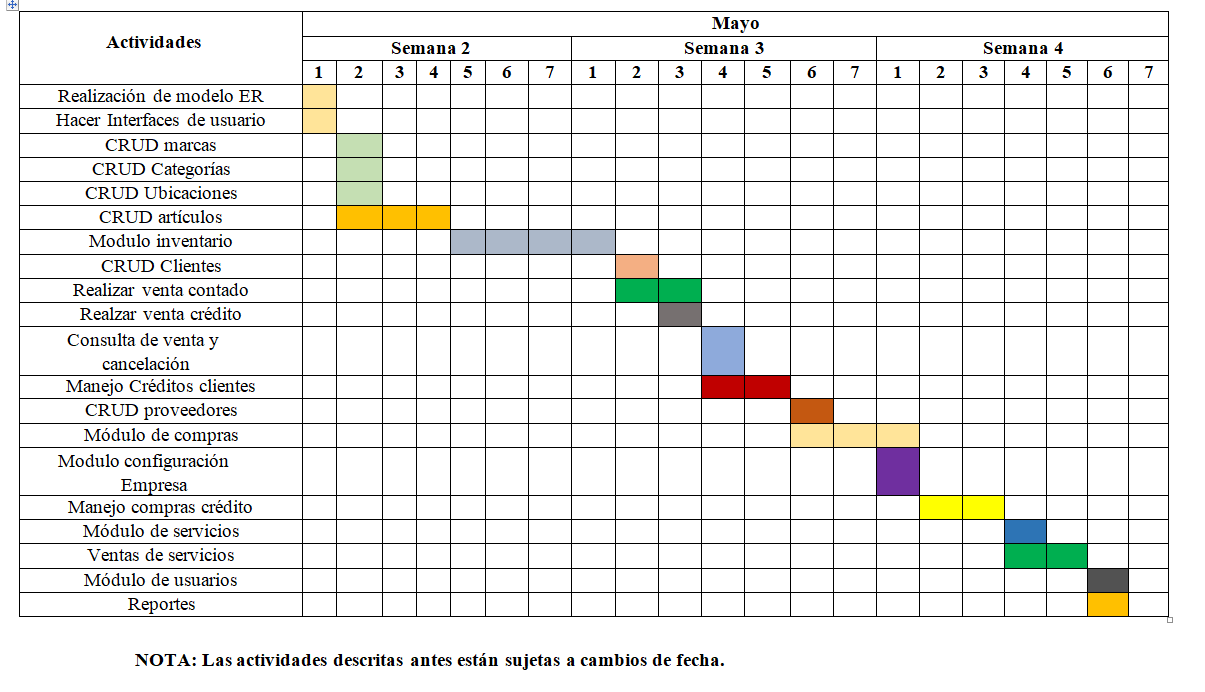 Mayo
Actividades
Semana 2 Semana 3 Semana 4
1 2 3 4 5 6 7 1 2 3 4 5 6 7 1 2 3 4 5 6 7
Realización de modelo ER
Hacer Interfaces de usuario
CRUD marcas
CRUD Categorías
CRUD Ubicaciones
CRUD artículos
Modulo inventario
CRUD Clientes
Realizar venta contado
Realzar venta crédito
Consulta de venta y
cancelación
Manejo Créditos clientes
CRUD proveedores
Módulo de compras
Modulo configuración
Empresa
Manejo compras crédito
Módulo de servicios
Ventas de servicios
Módulo de usuarios
Reportes
NOTA: Las actividades descritas antes están sujetas a cambios de fecha.